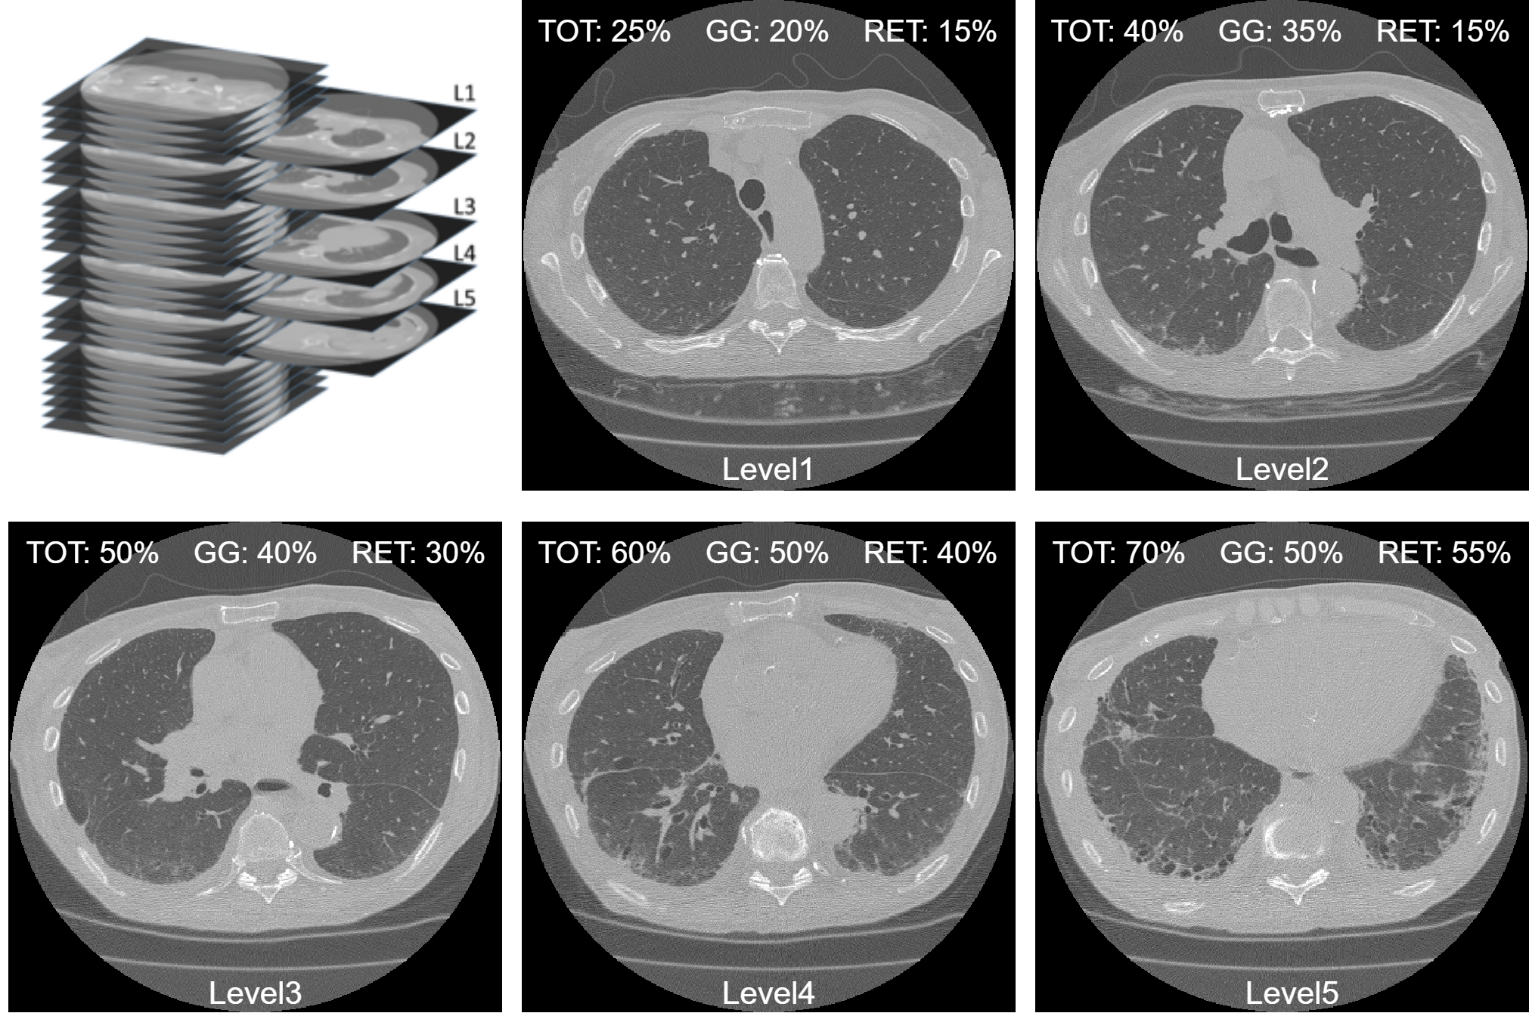 L1
L2
L3
L4
L5
TOT: 25% GG: 20% RET: 15%
Level1
TOT: 40% GG: 35% RET: 15%
Level2
TOT: 50% GG: 40% RET: 30%
Level3
TOT: 60% GG: 50% RET: 40%
Level4
TOT: 70% GG: 50% RET: 55%
Level5